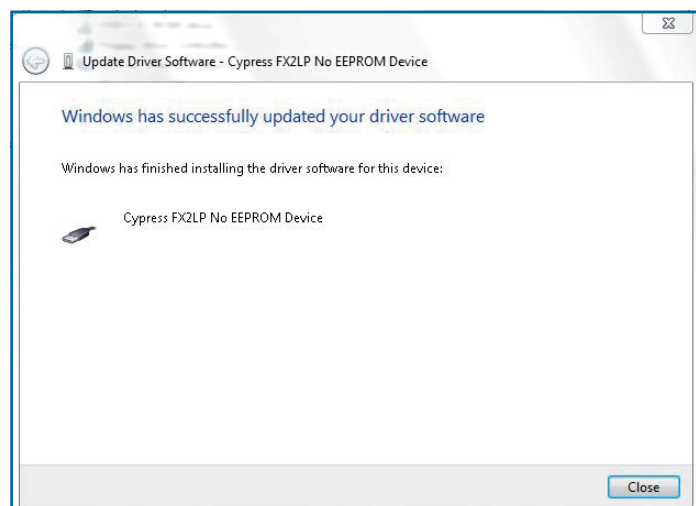 Update Driver Software - Cypress FX2LP No EEPROM Device
Windows has successfully updated your driver software
Windows has finished installing the driver software for this device:
Cypress FX2LP No EEPROM Device
Close